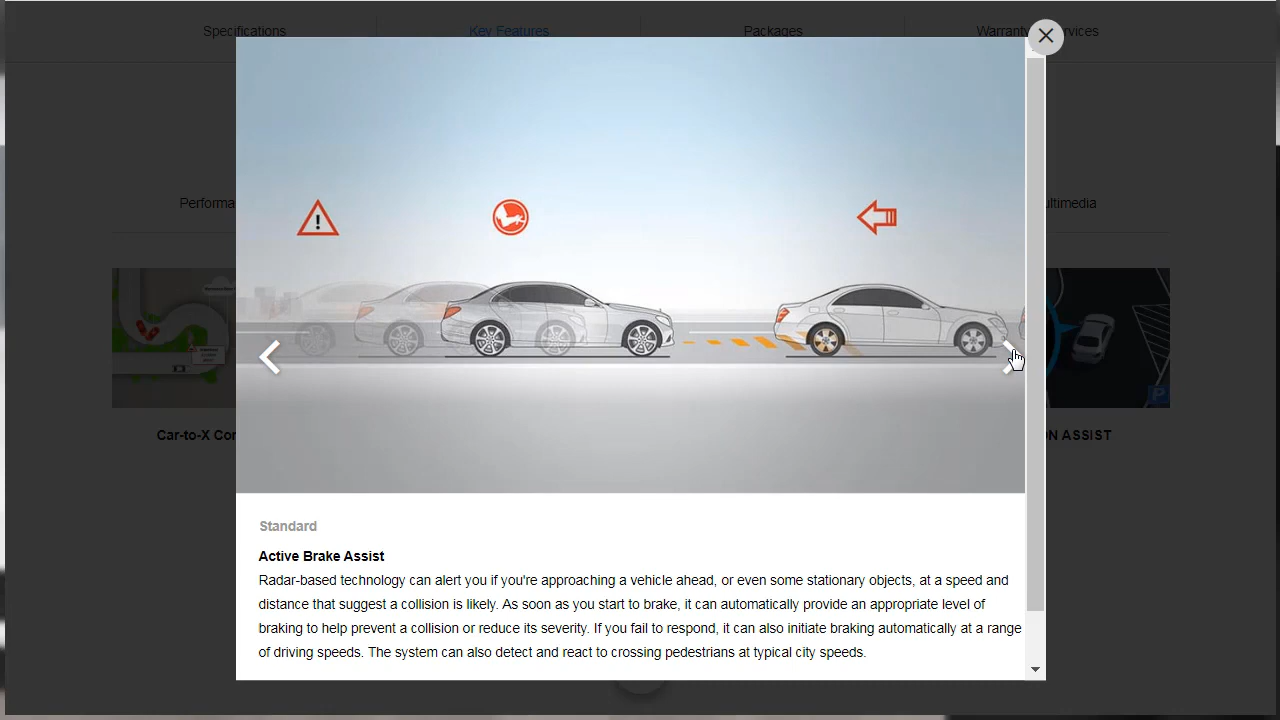 Specifications
Key Features
Packages
Warranty
rvices
Performa
ultimedia
Car-to-X Cor
N ASSIST
P
Standard
Active Brake Assist
Radar-based technology can alert you if you're approaching a vehicle ahead, or even some stationary objects, at a speed and
distance that suggest a collision is likely. As soon as you start to brake, it can automatically provide an appropriate level of
braking to help prevent a collision or reduce its severity. If you fail to respond, it can also initiate braking automatically at a range
of driving speeds. The system can also detect and react to crossing pedestrians at typical city speeds.